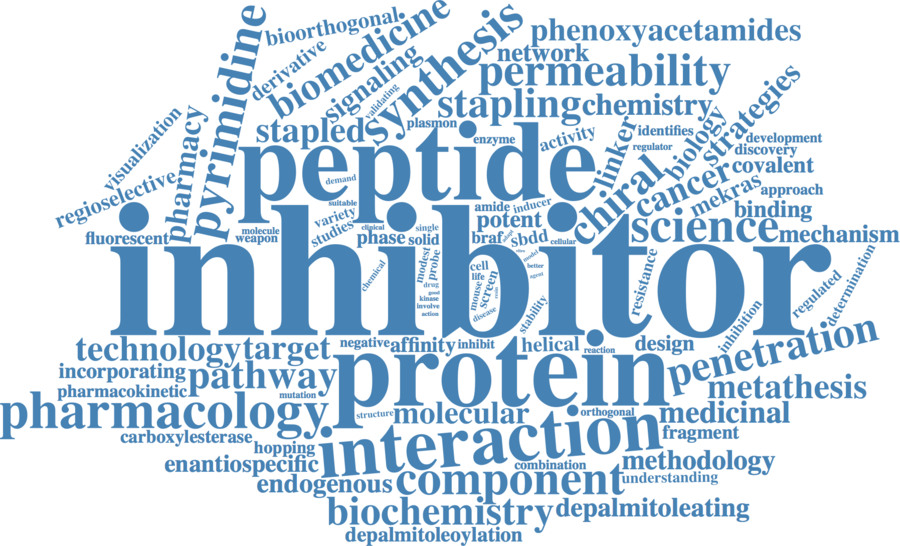 bioorthogonal
derivative
biomedicine
signaling
validating
synthesis
phenoxyacetamides
network
permeability
stapling
chemistry
strategies
pyrimidine
pharmacy
visualization
regioselective
stapled
plasmon
enzyme
activity
linker
identifies
regulator
biology
development
discovery
covalent
peptide
demand
suitable
variety
studies
amide
inducer
potent
chiral
cancer
mekras
approach
binding
science
mechanism
fluorescent
molecule
weapon
clinical
phase
single
solid
braf
sbdd
cellular
inhibitor
chemical
modest
probe
drug
good
kinase
involve
action
cell
life
mouse
screen
disease
model
better
agent
stability
resistance
inhibition
regulated
determination
technology
target
negative
affinity
inhibit
helical
reaction
design
penetration
incorporating
pharmacokinetic
pathway
mutation
protein
metathesis
pharmacology
structure
molecular
orthogonal
medicinal
carboxylesterase
hopping
interaction
fragment
enantiospecific
combination
methodology
endogenous
component
understanding
biochemistry
depalmitoleating
depalmitoleoylation